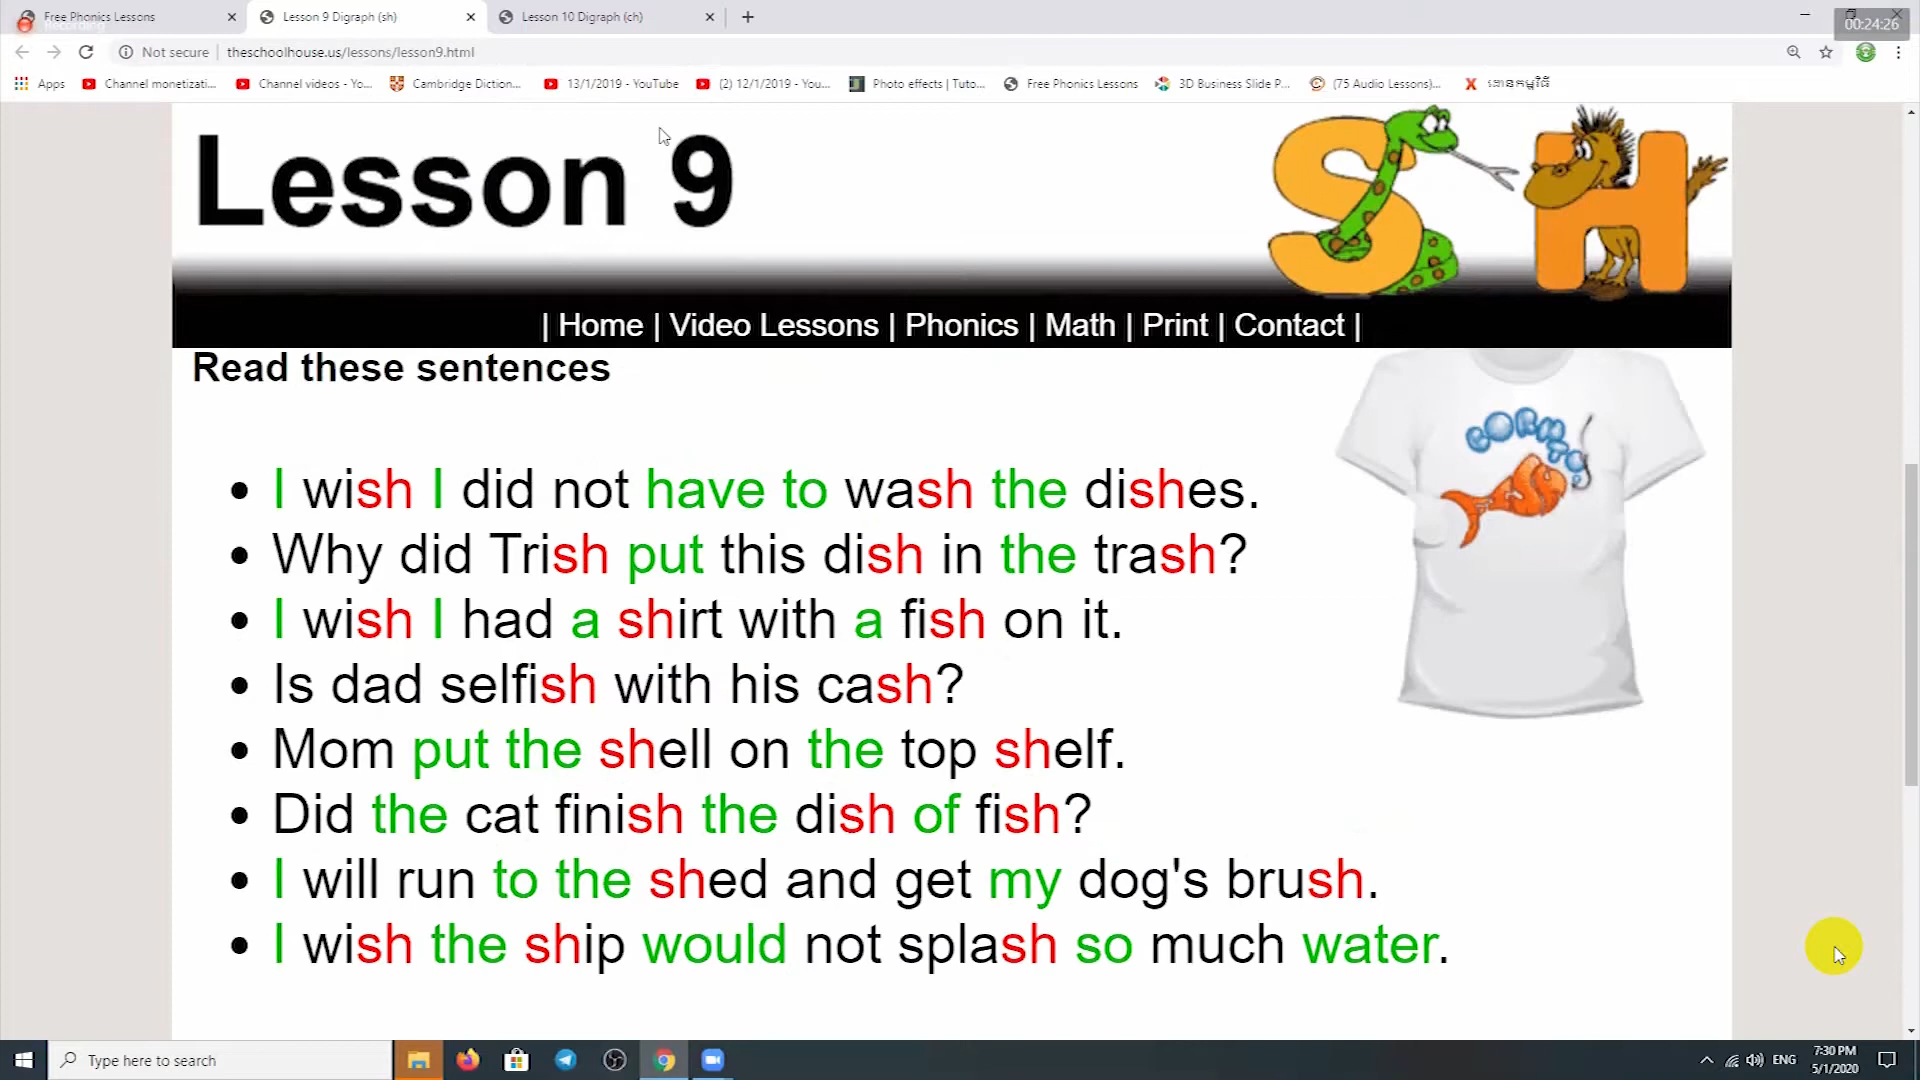 Free Phonics Lessons
Lesson 9 Digraph (sh)
Lesson 10 Digraph (ch)
Recording
00:24:26
Not secure
theschoolhouse.us/lessons/lesson9.html
Apps
Channel monetizati...
Channel videos - Yo...
Cambridge Diction...
13/1/2019 - YouTube
(2) 12/1/2019 - You...
Photo effects | Tuto...
Free Phonics Lessons
3D Business Slide P...
(75 Audio Lessons)...
Lesson 9
SH
| Home | Video Lessons | Phonics | Math | Print | Contact |
Read these sentences
BORN TO
• I wish I did not have to wash the dishes.
• Why did Trish put this dish in the trash?
• I wish I had a shirt with a fish on it.
• Is dad selfish with his cash?
• Mom put the shell on the top shelf.
• Did the cat finish the dish of fish?
• I will run to the shed and get my dog's brush.
• I wish the ship would not splash so much water.
Type here to search
ENG
7:30 PM
5/1/2020